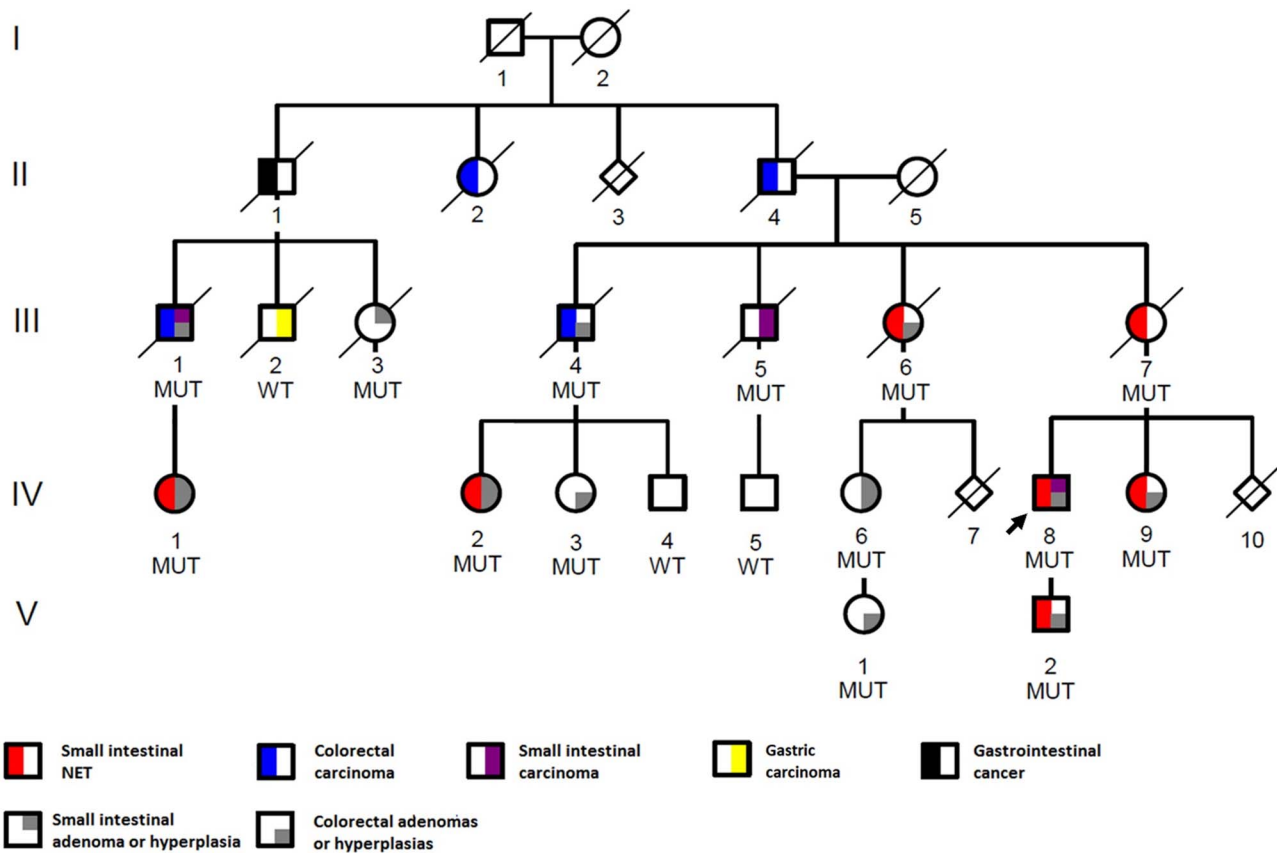 I
1 2
II
1 2 3 4 5
III
1 2 3 4 5 6 7
MUT WT MUT MUT MUT MUT MUT
IV
1 2 3 4 5 6 7 8 9 10
MUT MUT MUT WT WT MUT MUT MUT
V
1 2
MUT MUT
Small intestinal NET
Colorectal carcinoma
Small intestinal carcinoma
Gastric carcinoma
Gastrointestinal cancer
Small intestinal adenoma or hyperplasia
Colorectal adenomas or hyperplasias